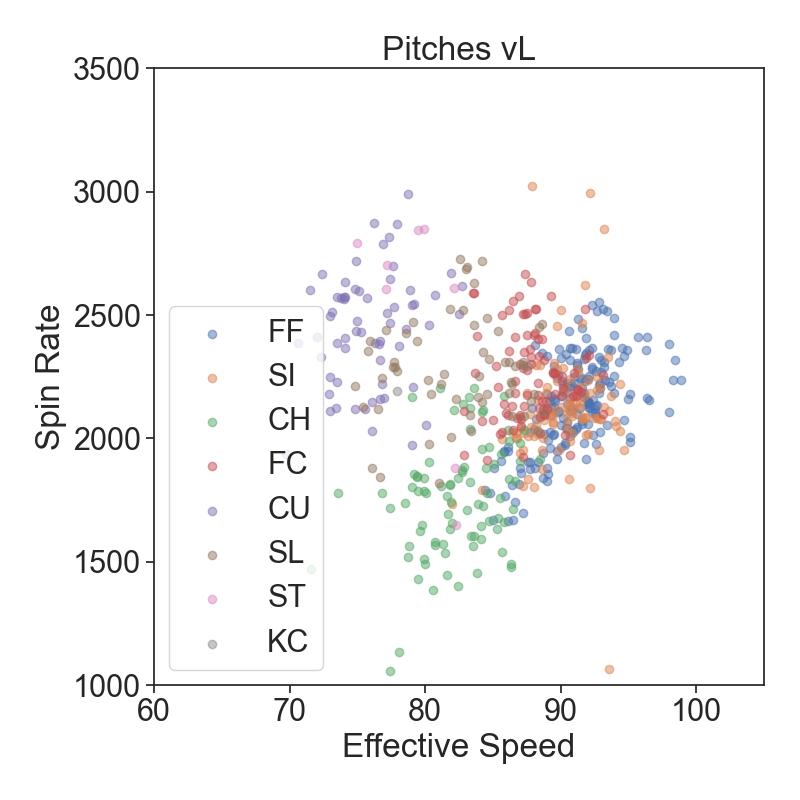 Pitches vL
3500
3000
2500
2000
1500
1000
Spin Rate
FF
SI
CH
FC
CU
SL
ST
KC
60
70
80
90
100
Effective Speed